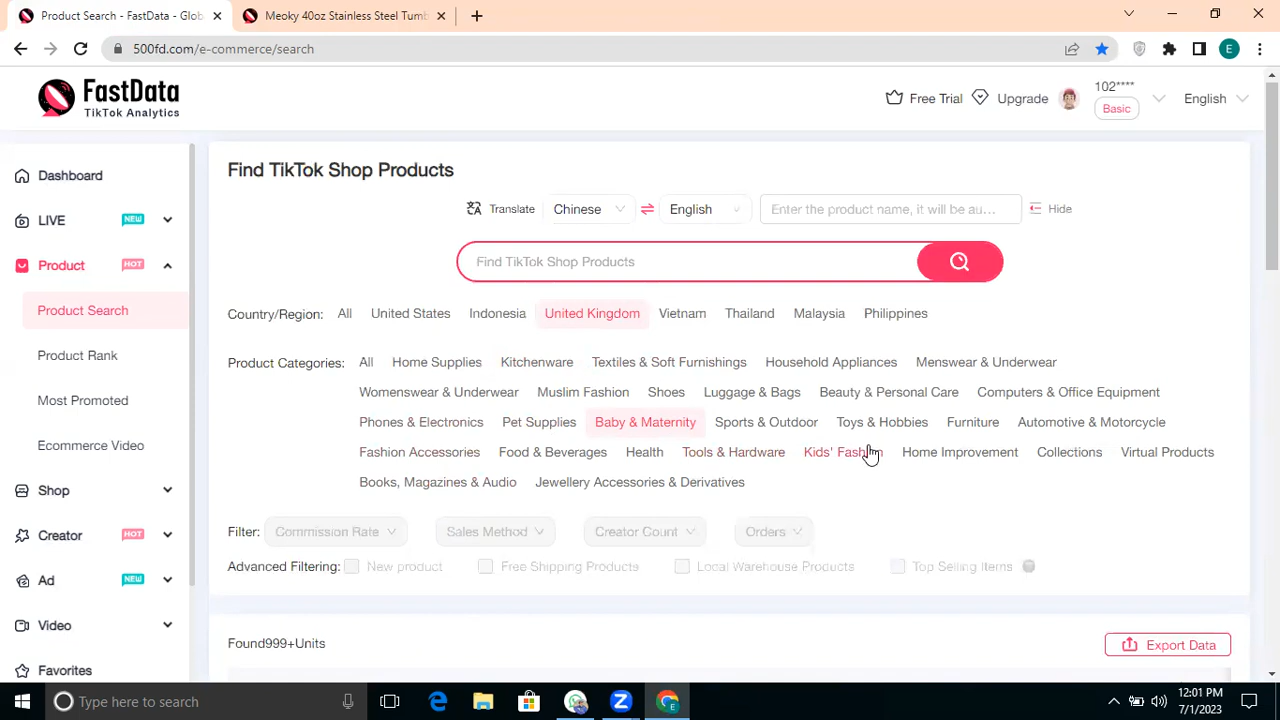 Product Search - FastData - Glob
Meoky 40oz Stainless Steel Tumb
500fd.com/e-commerce/search
E
FastData
TikTok Analytics
Free Trial
Upgrade
102****
Basic
English
Dashboard
LIVE NEW
Product HOT
Product Search
Product Rank
Most Promoted
Ecommerce Video
Shop
Creator HOT
Ad NEW
Video
Favorites
Find TikTok Shop Products
Translate Chinese English Enter the product name, it will be au… Hide
Find TikTok Shop Products
Country/Region: All United States Indonesia United Kingdom Vietnam Thailand Malaysia Philippines
Product Categories: All Home Supplies Kitchenware Textiles & Soft Furnishings Household Appliances Menswear & Underwear
Womenswear & Underwear Muslim Fashion Shoes Luggage & Bags Beauty & Personal Care Computers & Office Equipment
Phones & Electronics Pet Supplies Baby & Maternity Sports & Outdoor Toys & Hobbies Furniture Automotive & Motorcycle
Fashion Accessories Food & Beverages Health Tools & Hardware Kids' Fashion Home Improvement Collections Virtual Products
Books, Magazines & Audio Jewellery Accessories & Derivatives
Filter: Commission Rate Sales Method Creator Count Orders
Advanced Filtering: New product Free Shipping Products Local Warehouse Products Top Selling Items
Found999+Units
Export Data
Type here to search
12:01 PM
7/1/2023